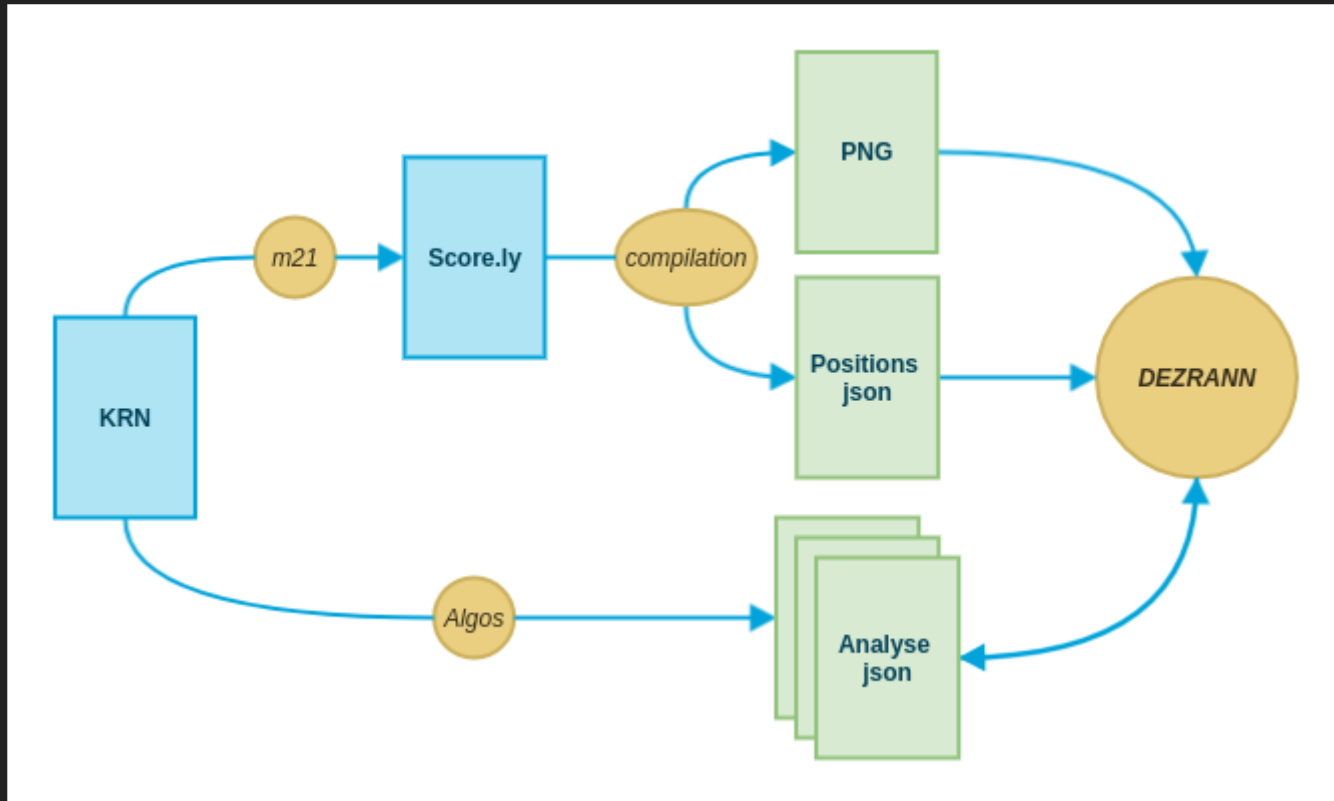 PNG
m21
Score.ly
compilation
Positions
json
DEZRANN
KRN
Algos
Analyse
json